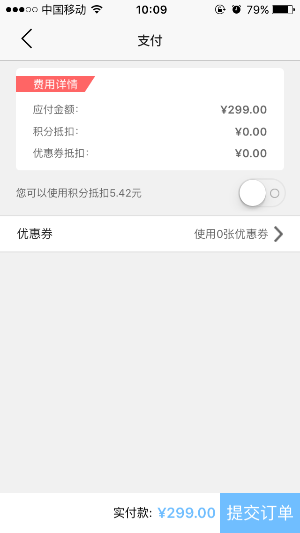 中国移动 10:09 79%
支付
费用详情
应付金额： ¥299.00
积分抵扣： ¥0.00
优惠券抵扣： ¥0.00
您可以使用积分抵扣5.42元
优惠券 使用0张优惠券
实付款: ¥299.00 提交订单